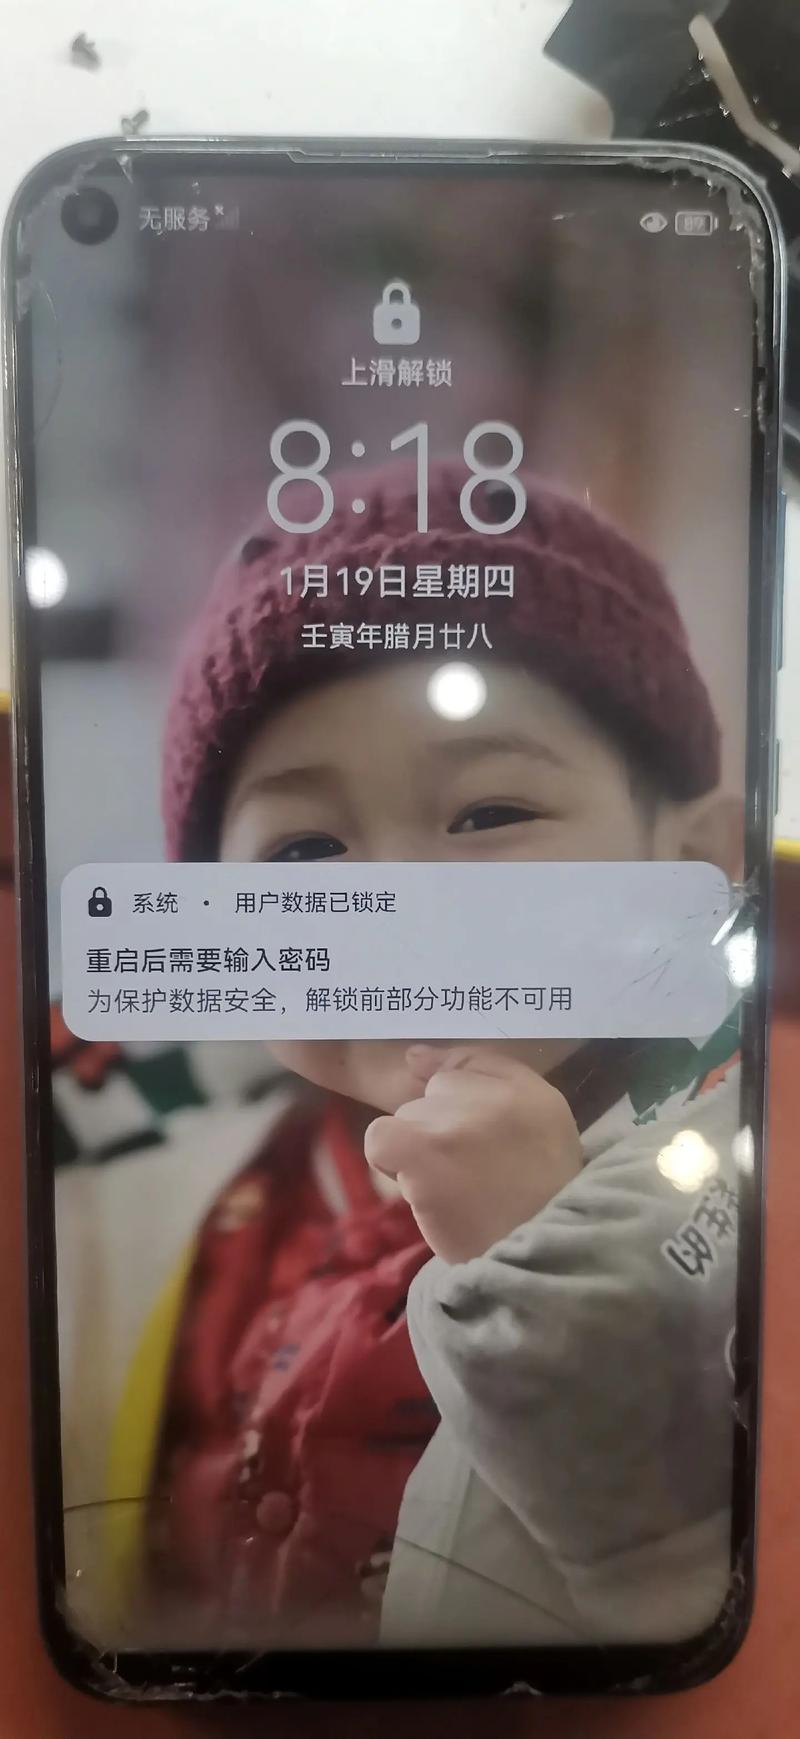 无服务
89
上滑解锁
8:18
1月19日星期四
壬寅年腊月廿八
系统 · 用户数据已锁定
重启后需要输入密码
为保护数据安全，解锁前部分功能不可用